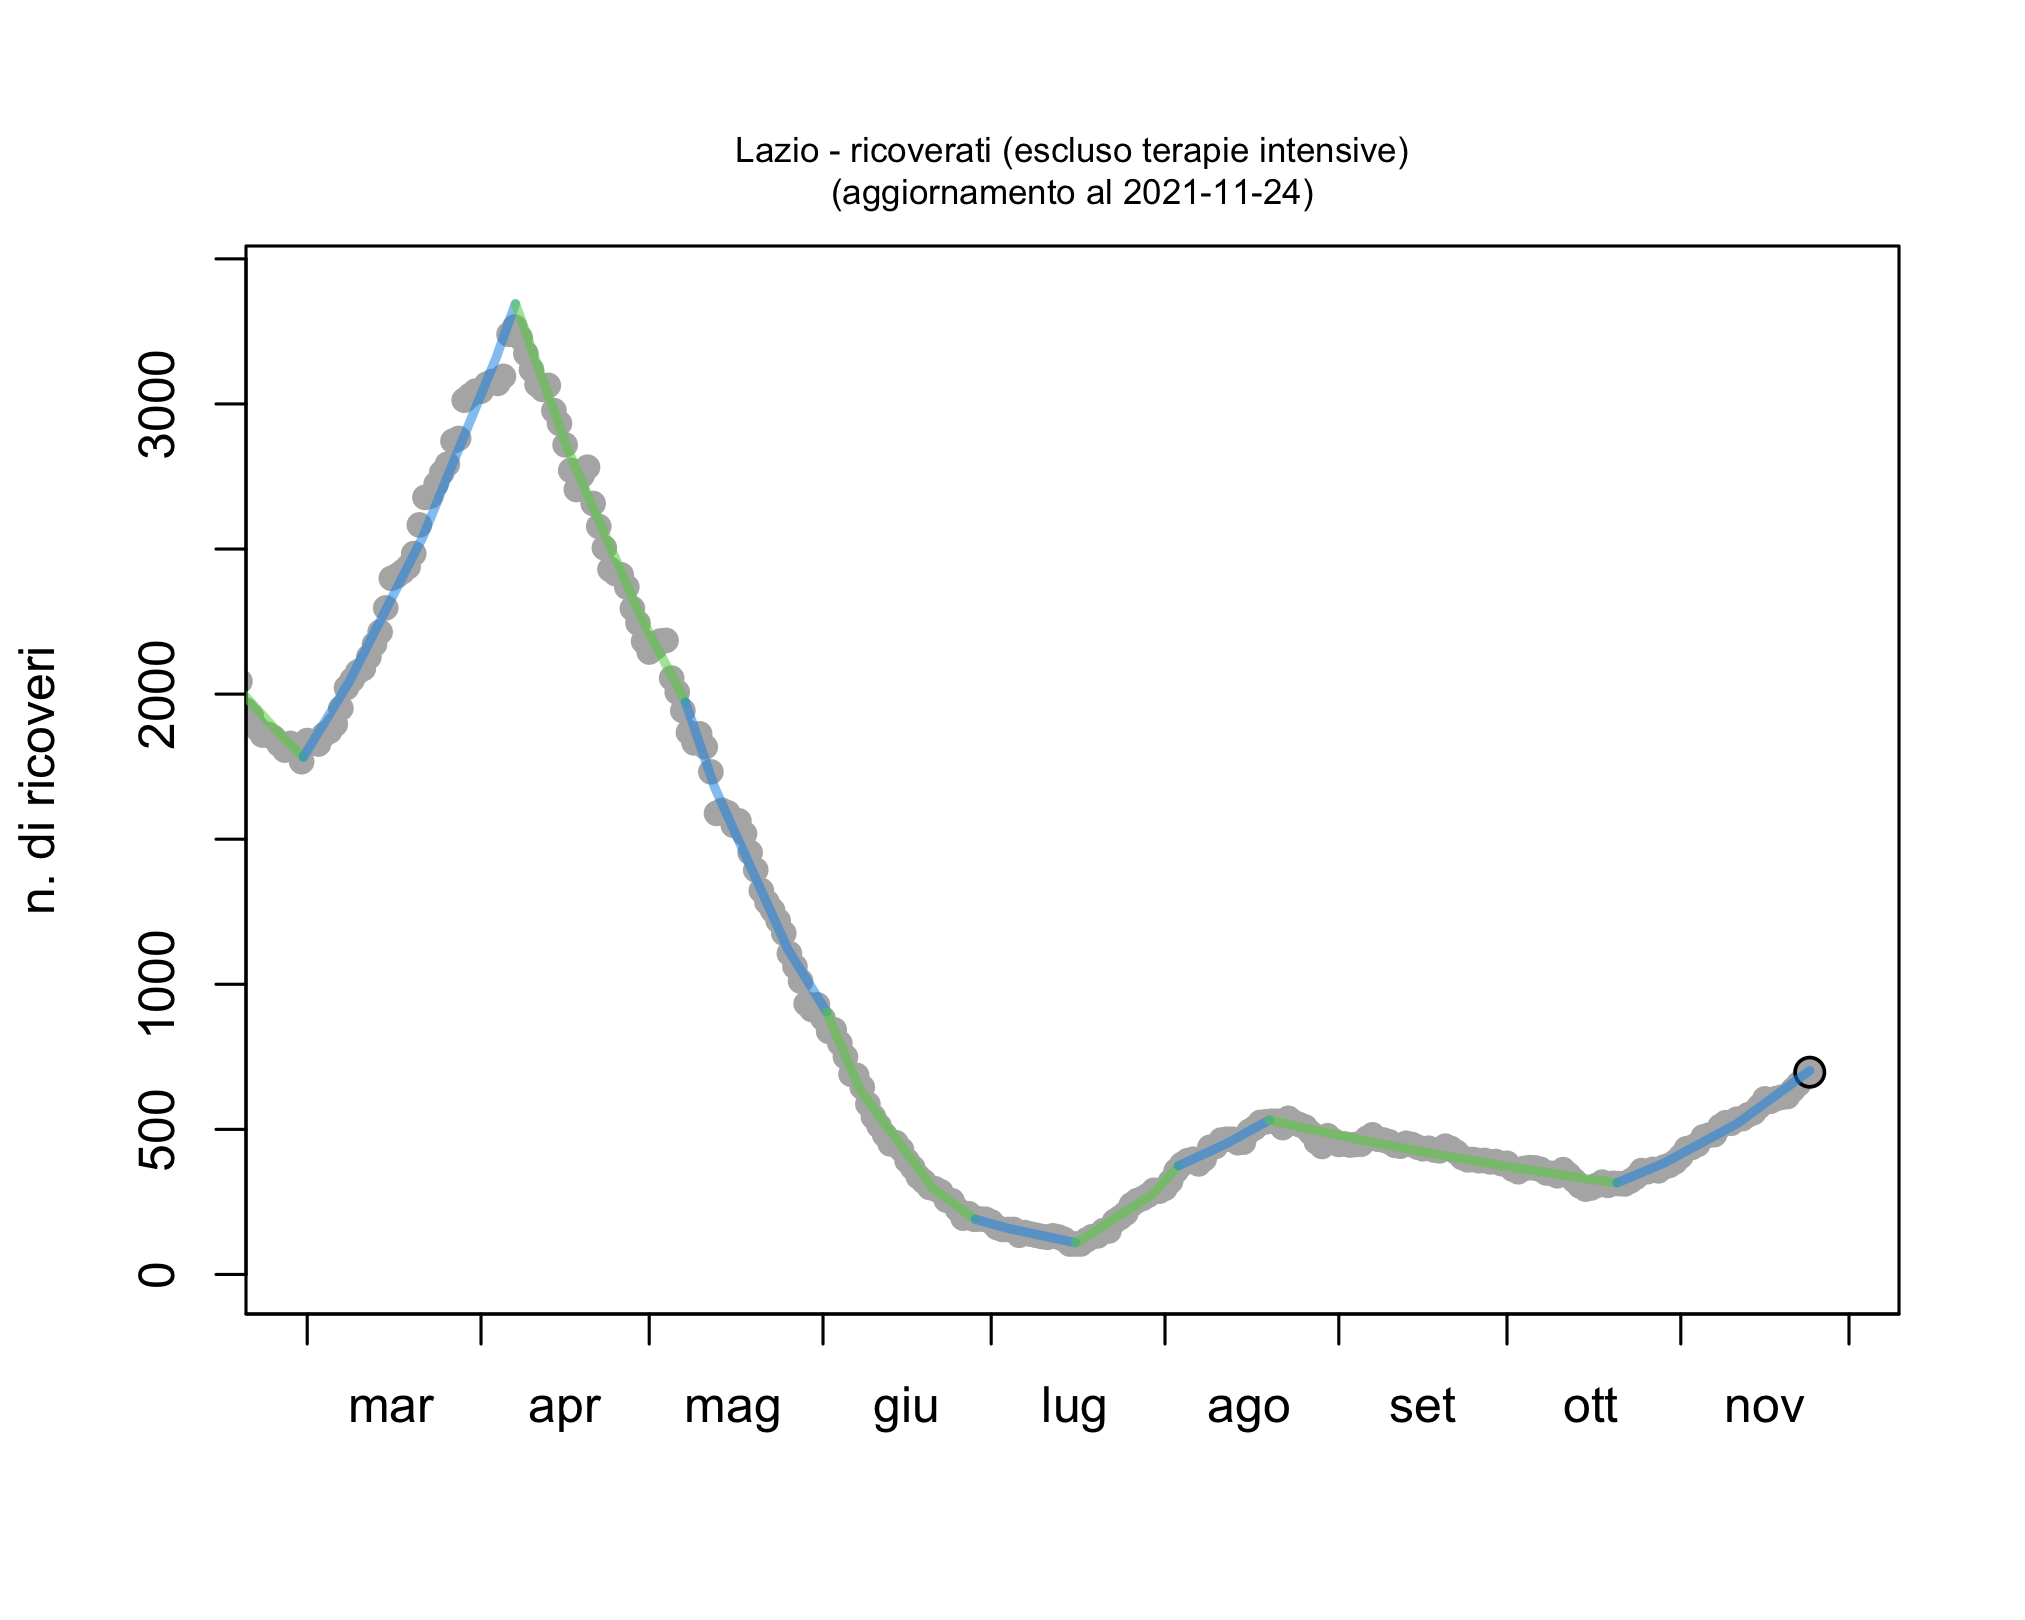 Lazio - ricoverati (escluso terapie intensive)
(aggiornamento al 2021-11-24)
n. di ricoveri
3000
2000
1000
500
0
mar apr mag giu lug ago set ott nov